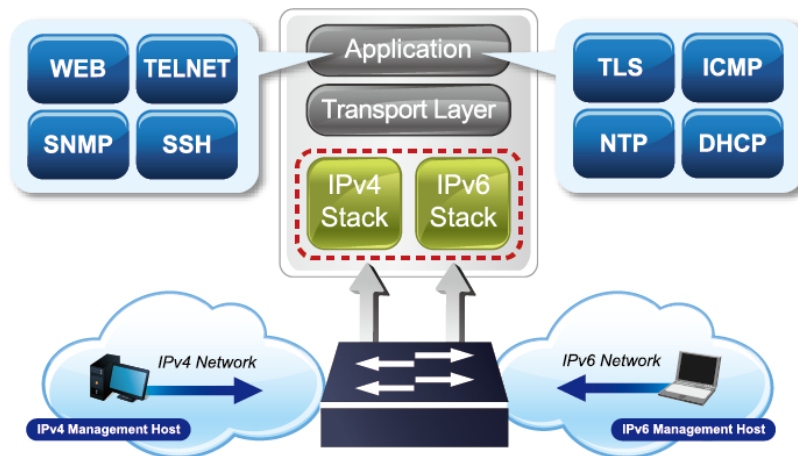 Application
WEB
TELNET
SNMP
SSH
TLS
ICMP
NTP
DHCP
Transport Layer
IPv4
Stack
IPv6
Stack
IPv4 Network
IPv4 Management Host
IPv6 Network
IPv6 Management Host